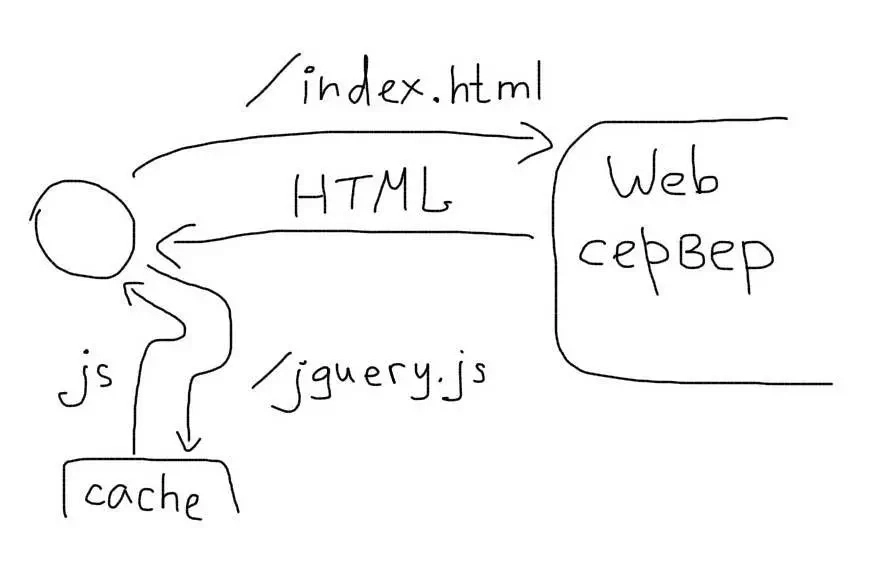 /index.html
HTML
Web
сервер
js
/jguery.js
cache